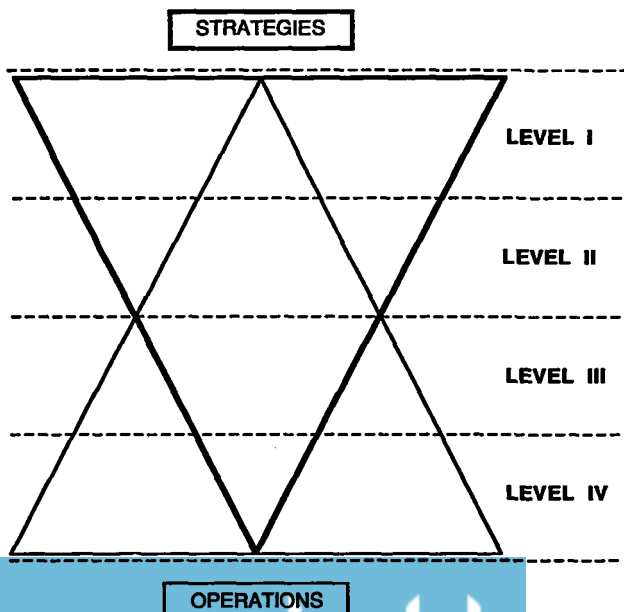 STRATEGIES
LEVEL I
LEVEL II
LEVEL III
LEVEL IV
OPERATIONS